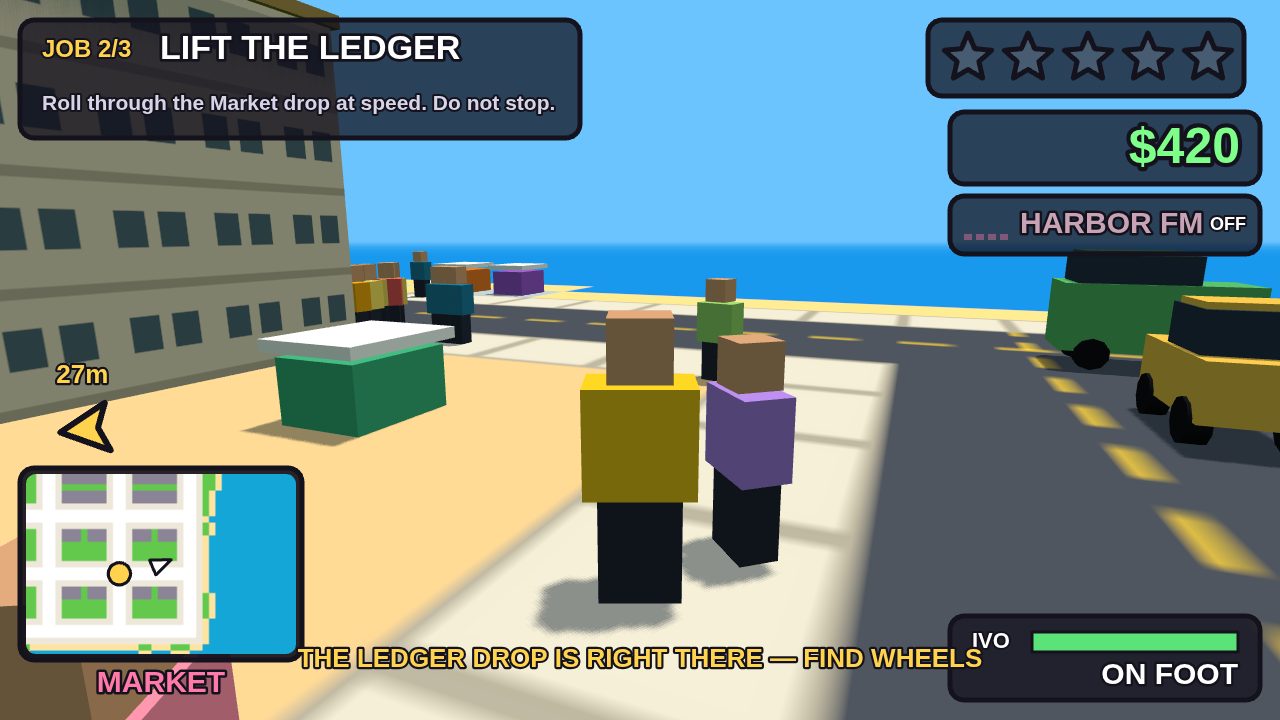 JOB 2/3 LIFT THE LEDGER
Roll through the Market drop at speed. Do not stop.
$420
HARBOR FM OFF
27m
MARKET
THE LEDGER DROP IS RIGHT THERE — FIND WHEELS
IVO
ON FOOT